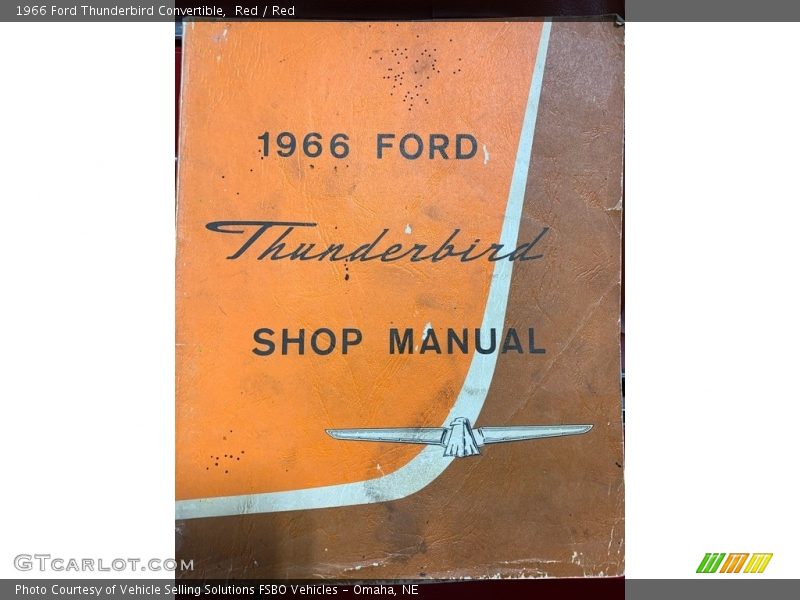 1966 Ford Thunderbird Convertible,  Red / Red
1966 FORD
Thunderbird
SHOP MANUAL
GTCARLOT.COM
Photo Courtesy of Vehicle Selling Solutions FSBO Vehicles - Omaha, NE